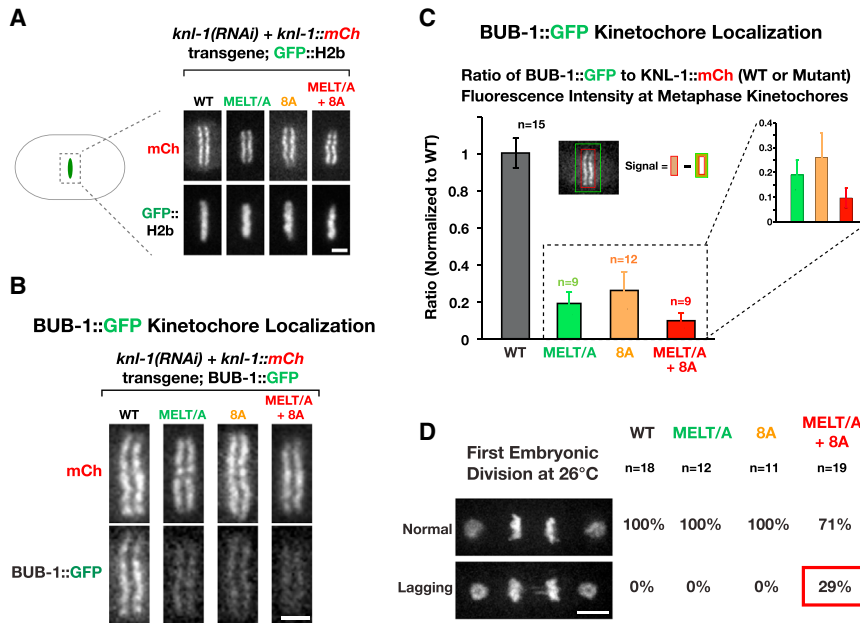 A
knl-1(RNAi) + knl-1::mCh
transgene; GFP::H2b
WT
MELT/A
8A
MELT/A
+ 8A
mCh
GFP::
H2b
B
BUB-1::GFP Kinetochore Localization
knl-1(RNAi) + knl-1::mCh
transgene; BUB-1::GFP
WT
MELT/A
8A
MELT/A
+ 8A
mCh
BUB-1::GFP
C
BUB-1::GFP Kinetochore Localization
Ratio of BUB-1::GFP to KNL-1::mCh (WT or Mutant)
Fluorescence Intensity at Metaphase Kinetochores
Ratio (Normalized to WT)
1
0.8
0.6
0.4
0.2
0
n=15
Signal = -
n=9
n=12
n=9
WT
MELT/A
8A
MELT/A
+ 8A
0.4
0.3
0.2
0.1
0
D
First Embryonic
Division at 26°C
WT
MELT/A
8A
MELT/A
+ 8A
n=18
n=12
n=11
n=19
Normal
100%
100%
100%
71%
Lagging
0%
0%
0%
29%